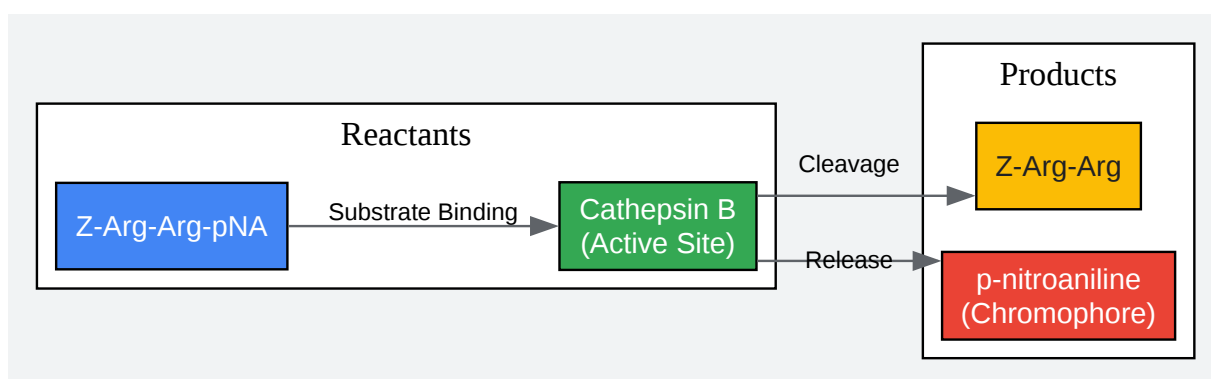 Reactants
Z-Arg-Arg-pNA
Substrate Binding
Cathepsin B
(Active Site)
Cleavage
Release
Products
Z-Arg-Arg
p-nitroaniline
(Chromophore)